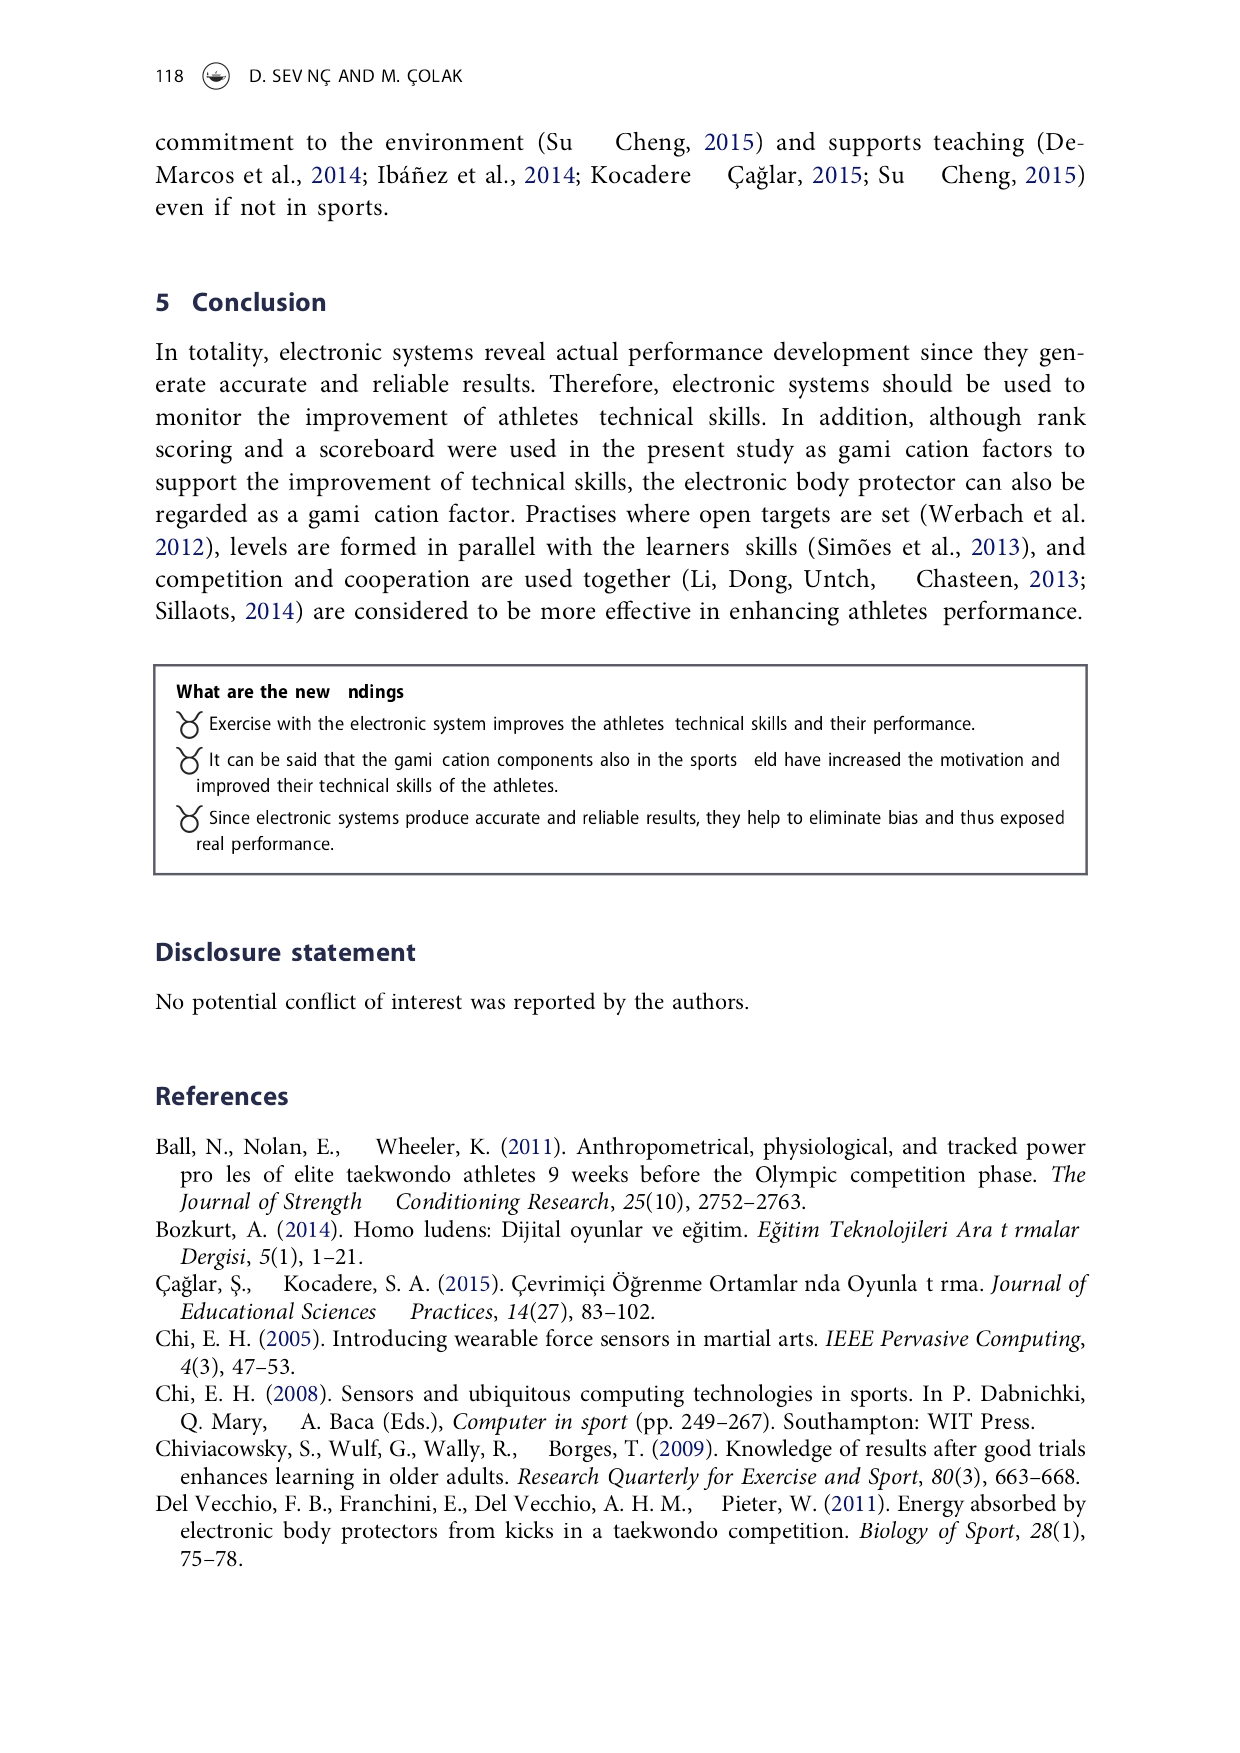 118 D. SEV NÇ AND M. ÇOLAK
commitment to the environment (Su Cheng, 2015) and supports teaching (De-
Marcos et al., 2014; Ibáñez et al., 2014; Kocadere Çağlar, 2015; Su Cheng, 2015)
even if not in sports.
5 Conclusion
In totality, electronic systems reveal actual performance development since they gen-
erate accurate and reliable results. Therefore, electronic systems should be used to
monitor the improvement of athletes technical skills. In addition, although rank
scoring and a scoreboard were used in the present study as gami cation factors to
support the improvement of technical skills, the electronic body protector can also be
regarded as a gami cation factor. Practises where open targets are set (Werbach et al.
2012), levels are formed in parallel with the learners skills (Simões et al., 2013), and
competition and cooperation are used together (Li, Dong, Untch, Chasteen, 2013;
Sillaots, 2014) are considered to be more effective in enhancing athletes performance.
What are the new ndings
♉ Exercise with the electronic system improves the athletes technical skills and their performance.
♉ It can be said that the gami cation components also in the sports eld have increased the motivation and
improved their technical skills of the athletes.
♉ Since electronic systems produce accurate and reliable results, they help to eliminate bias and thus exposed
real performance.
Disclosure statement
No potential conflict of interest was reported by the authors.
References
Ball, N., Nolan, E., Wheeler, K. (2011). Anthropometrical, physiological, and tracked power
pro les of elite taekwondo athletes 9 weeks before the Olympic competition phase. The
Journal of Strength Conditioning Research, 25(10), 2752–2763.
Bozkurt, A. (2014). Homo ludens: Dijital oyunlar ve eğitim. Eğitim Teknolojileri Ara t rmalar
Dergisi, 5(1), 1–21.
Çağlar, Ş., Kocadere, S. A. (2015). Çevrimiçi Öğrenme Ortamlar nda Oyunla t rma. Journal of
Educational Sciences Practices, 14(27), 83–102.
Chi, E. H. (2005). Introducing wearable force sensors in martial arts. IEEE Pervasive Computing,
4(3), 47–53.
Chi, E. H. (2008). Sensors and ubiquitous computing technologies in sports. In P. Dabnichki,
Q. Mary, A. Baca (Eds.), Computer in sport (pp. 249–267). Southampton: WIT Press.
Chiviacowsky, S., Wulf, G., Wally, R., Borges, T. (2009). Knowledge of results after good trials
enhances learning in older adults. Research Quarterly for Exercise and Sport, 80(3), 663–668.
Del Vecchio, F. B., Franchini, E., Del Vecchio, A. H. M., Pieter, W. (2011). Energy absorbed by
electronic body protectors from kicks in a taekwondo competition. Biology of Sport, 28(1),
75–78.